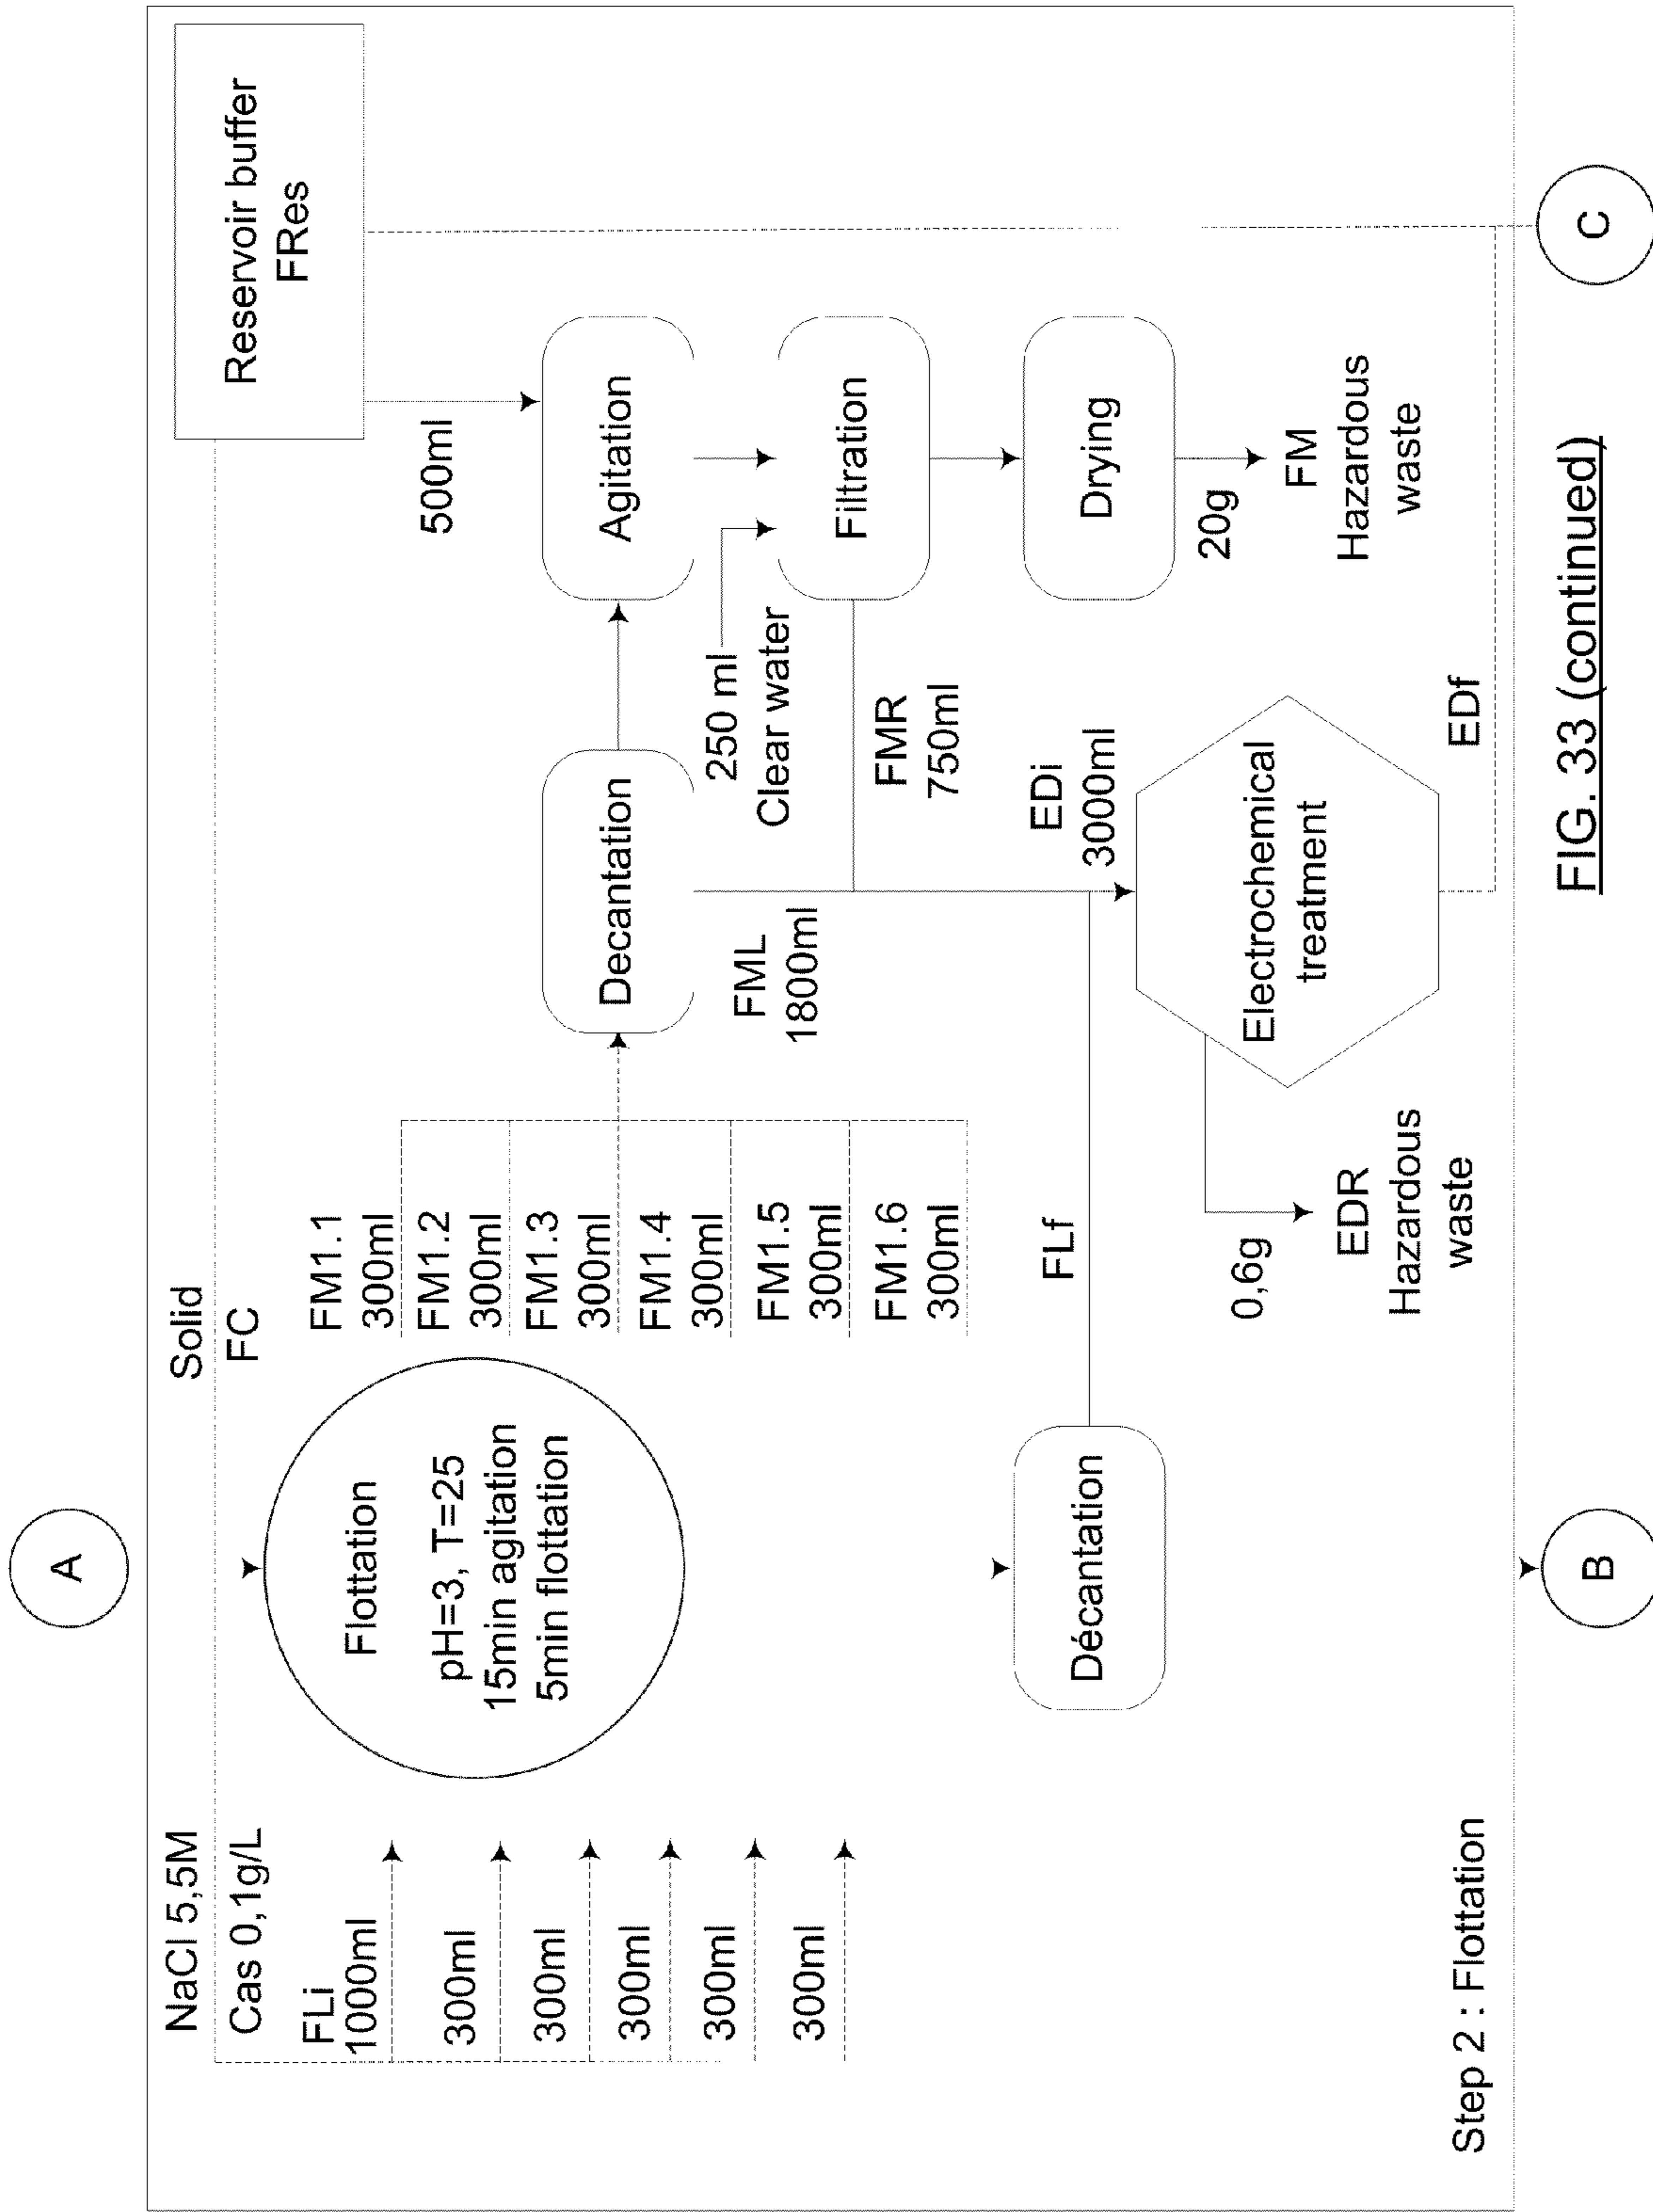 A
NaCl 5,5M
Cas 0,1g/L
Solid
FC
Reservoir buffer
FRes
FLi
1000ml
300ml
300ml
300ml
300ml
300ml
Flottation
pH=3, T=25
15min agitation
5min flottation
FM1.1
300ml
FM1.2
300ml
FM1.3
300ml
FM1.4
300ml
FM1.5
300ml
FM1.6
300ml
500ml
Decantation
Agitation
250 ml
Clear water
FML
1800ml
Filtration
FMR
750ml
Drying
20g
FM
Hazardous
waste
Décantation
FLf
EDi
3000ml
Electrochemical
treatment
0,6g
EDR
Hazardous
waste
EDf
Step 2 : Flottation
B
C
FIG. 33 (continued)